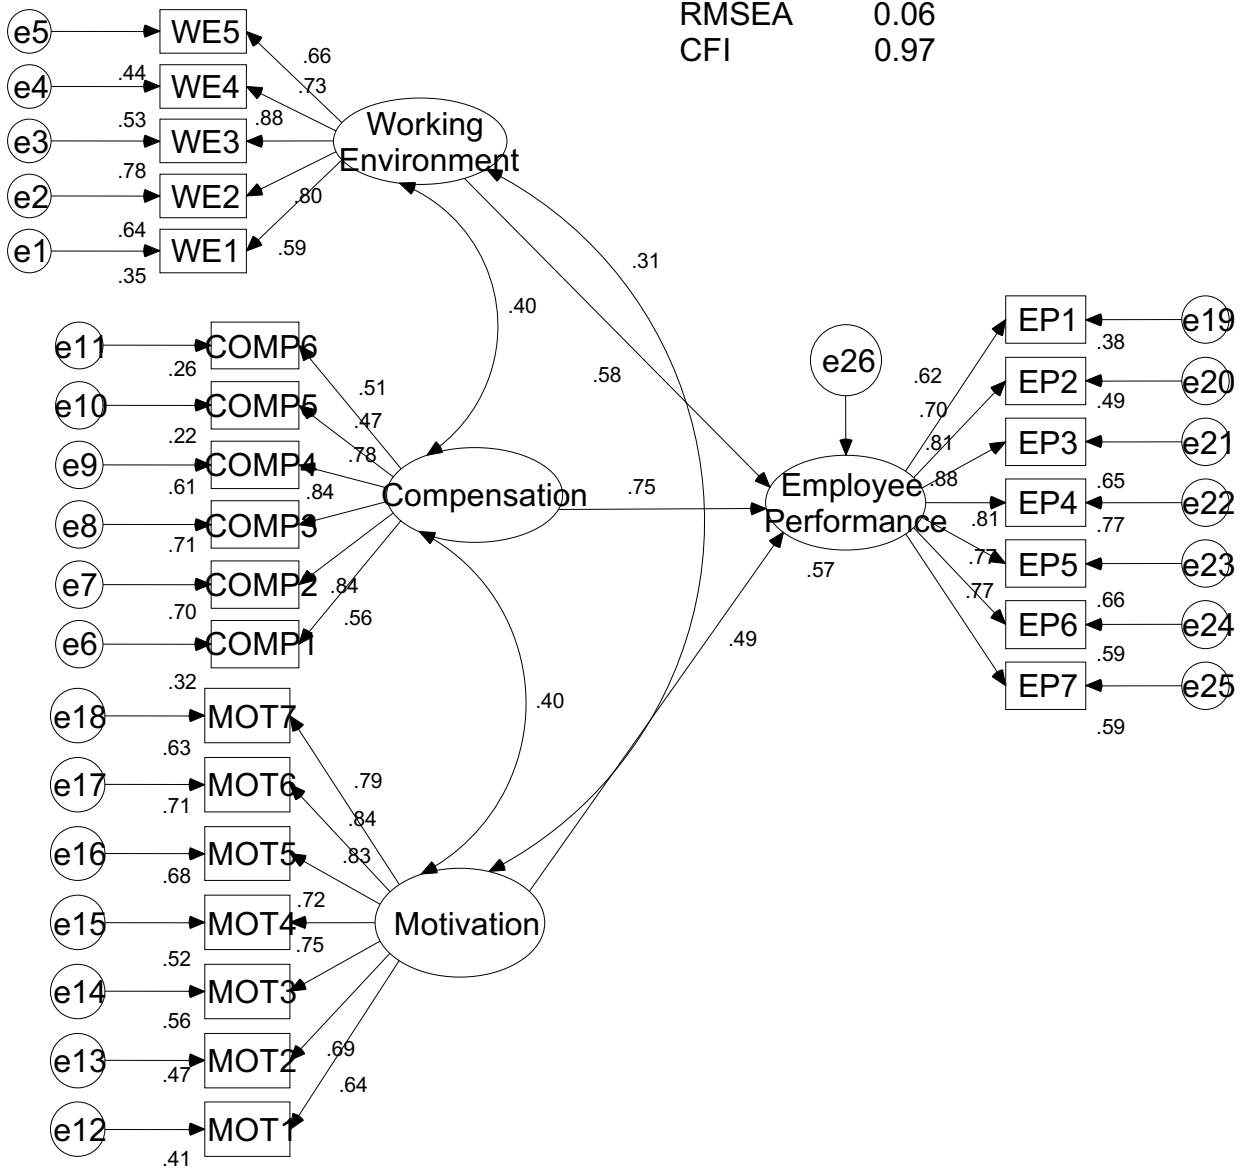 RMSEA 0.06
CFI 0.97
e5 WE5 .66
e4 .44 WE4 .73
e3 .53 WE3 .88
e2 .78 WE2 .80
e1 .64 WE1 .59
.35
Working
Environment
.31
.40
.58
e11 COMP6 .51
.26
e10 COMP5 .47
.22
e9 COMP4 .78
.61
e8 COMP3 .84
.71
e7 COMP2 .84
.70
e6 COMP1 .56
.32
Compensation
.75
.40
.49
e18 MOT7 .79
.63
e17 MOT6 .84
.71
e16 MOT5 .83
.68
e15 MOT4 .72
.52
e14 MOT3 .75
.56
e13 MOT2 .69
.47
e12 MOT1 .64
.41
Motivation
e26
Employee
Performance
.57
.62 EP1 e19
.38
.70 EP2 e20
.49
.81 EP3 e21
.65
.88 EP4 e22
.77
.81 EP5 e23
.66
.77 EP6 e24
.59
.77 EP7 e25
.59